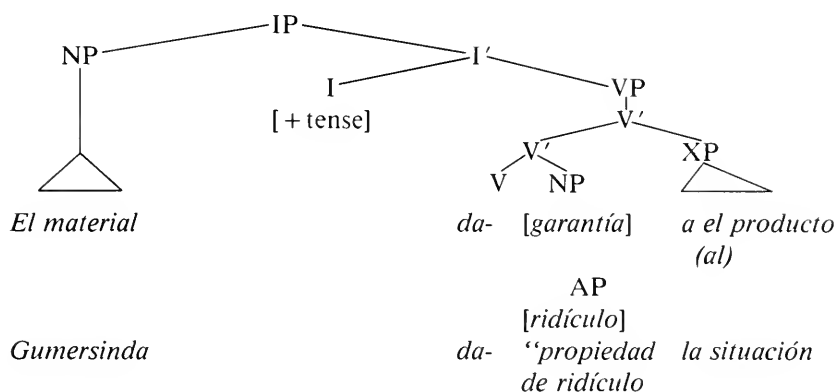 IP
NP I′
I VP
[+ tense] V′
V′ XP
V NP
El material da- [garantía] a el producto
(al)
AP
[ridículo]
Gumersinda da- “propiedad la situación
de ridículo